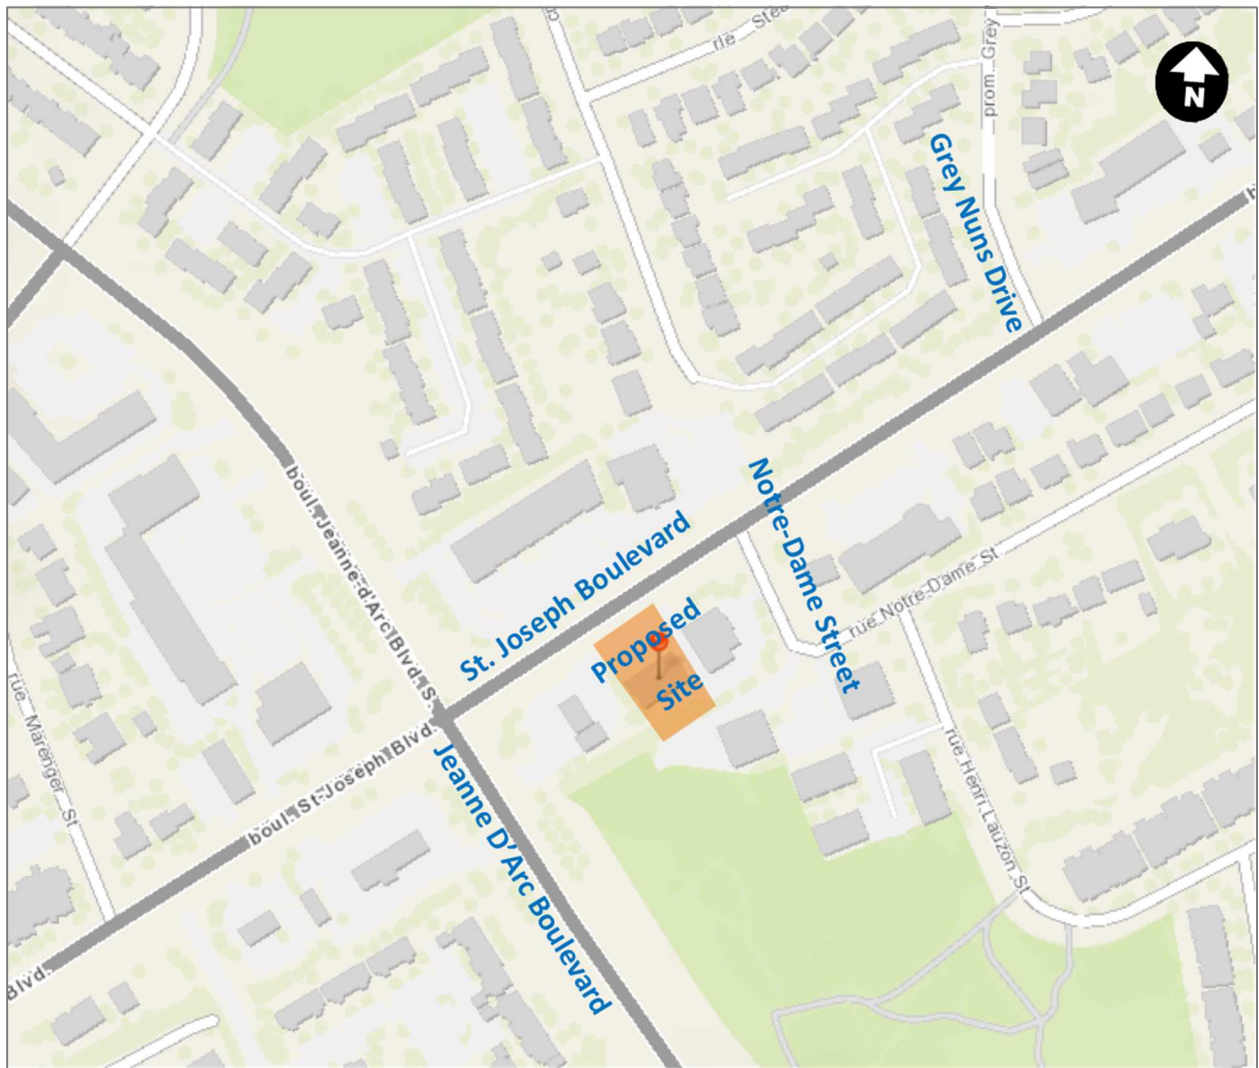 N
prom. Grey
Grey Nuns Drive
boul. Jeanne-d'Arc Blvd. S.
Notre-Dame Street
St. Joseph Boulevard
rue Notre-Dame St
Proposed
Site
rue Marenger St
boul. St-Joseph Blvd.
Jeanne D'Arc Boulevard
rue Henri Lauzon St
Blvd.